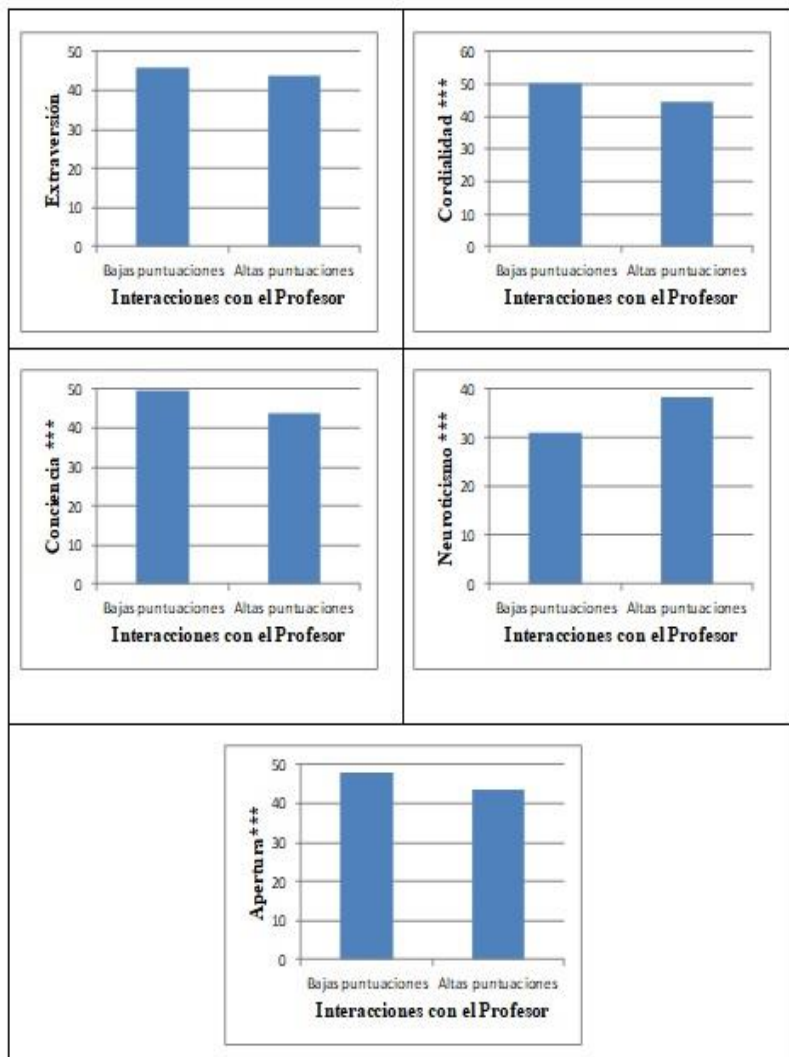 50
40
30
20
10
0
Extraversión
Bajas puntuaciones Altas puntuaciones
Interacciones con el Profesor
60
50
40
30
20
10
0
Cordialidad ***
Bajas puntuaciones Altas puntuaciones
Interacciones con el Profesor
50
40
30
20
10
0
Conciencia ***
Bajas puntuaciones Altas puntuaciones
Interacciones con el Profesor
40
30
20
10
0
Neuroticismo ***
Bajas puntuaciones Altas puntuaciones
Interacciones con el Profesor
50
40
30
20
10
0
Apertura***
Bajas puntuaciones Altas puntuaciones
Interacciones con el Profesor